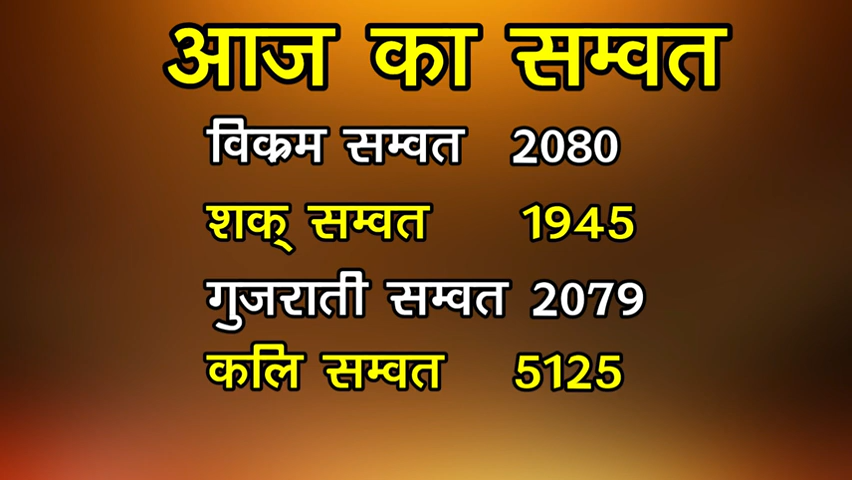 आज का सम्वत
विक्रम सम्वत 2080
शक् सम्वत 1945
गुजराती सम्वत 2079
कलि सम्वत 5125